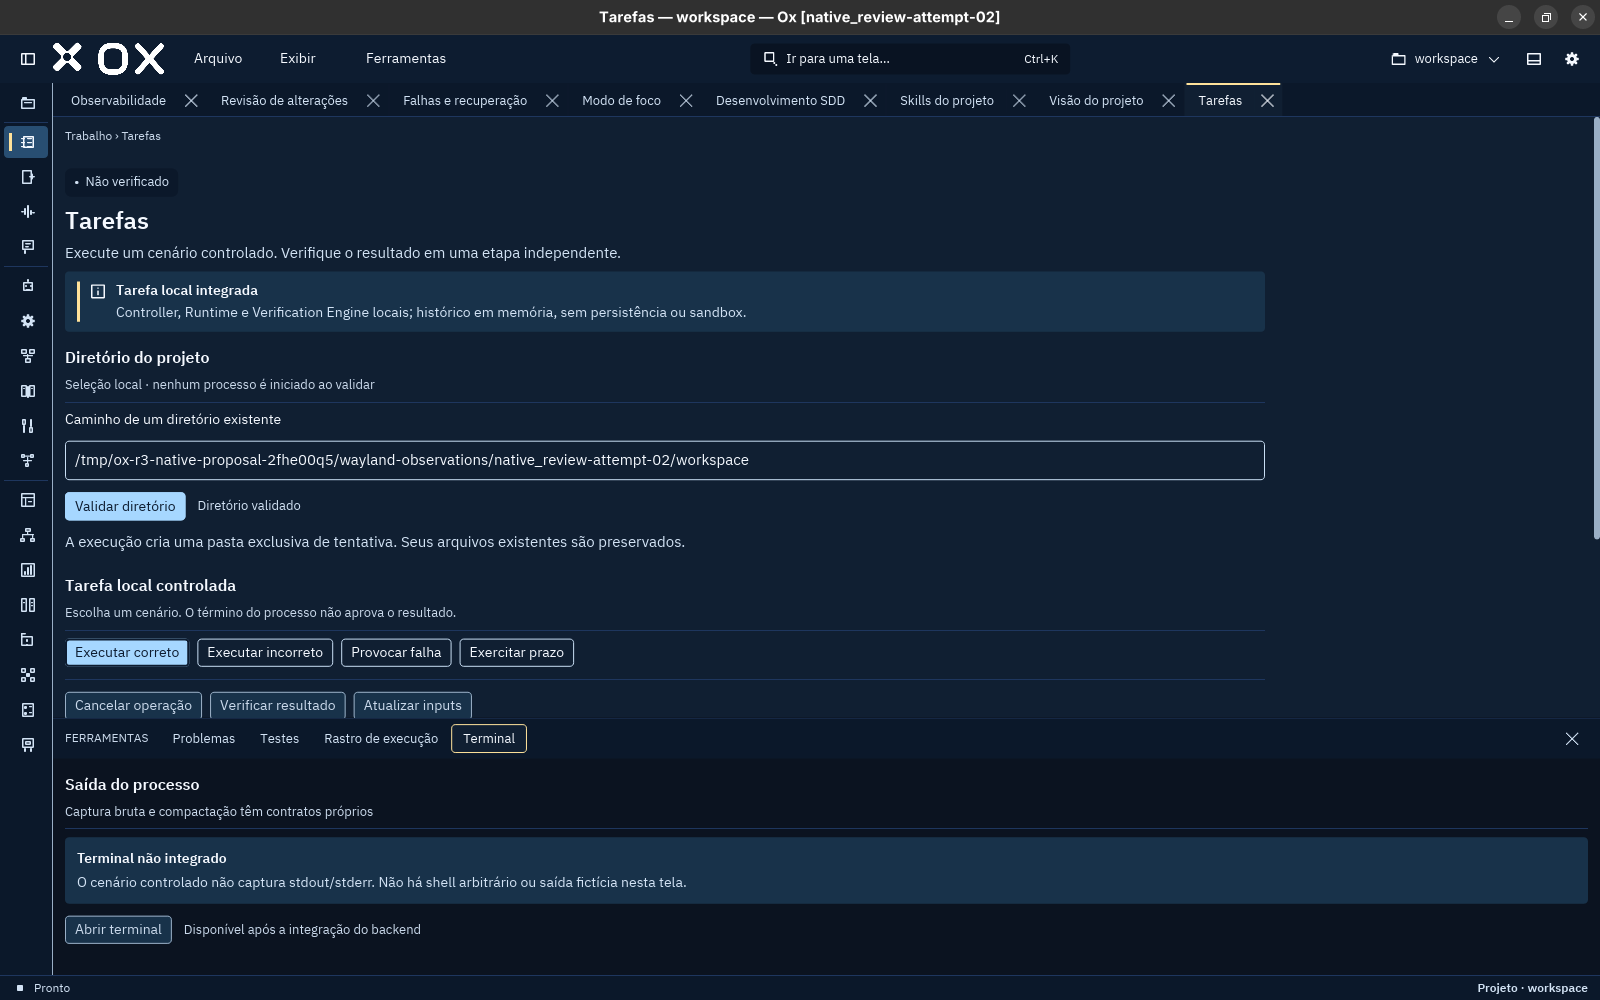 Tarefas — workspace — Ox [native_review-attempt-02]
OX Arquivo Exibir Ferramentas Ir para uma tela... Ctrl+K workspace
Observabilidade Revisão de alterações Falhas e recuperação Modo de foco Desenvolvimento SDD Skills do projeto Visão do projeto Tarefas
Trabalho › Tarefas
• Não verificado
Tarefas
Execute um cenário controlado. Verifique o resultado em uma etapa independente.
Tarefa local integrada
Controller, Runtime e Verification Engine locais; histórico em memória, sem persistência ou sandbox.
Diretório do projeto
Seleção local · nenhum processo é iniciado ao validar
Caminho de um diretório existente
/tmp/ox-r3-native-proposal-2fhe00q5/wayland-observations/native_review-attempt-02/workspace
Validar diretório Diretório validado
A execução cria uma pasta exclusiva de tentativa. Seus arquivos existentes são preservados.
Tarefa local controlada
Escolha um cenário. O término do processo não aprova o resultado.
Executar correto Executar incorreto Provocar falha Exercitar prazo
Cancelar operação Verificar resultado Atualizar inputs
FERRAMENTAS Problemas Testes Rastro de execução Terminal
Saída do processo
Captura bruta e compactação têm contratos próprios
Terminal não integrado
O cenário controlado não captura stdout/stderr. Não há shell arbitrário ou saída fictícia nesta tela.
Abrir terminal Disponível após a integração do backend
Pronto Projeto · workspace